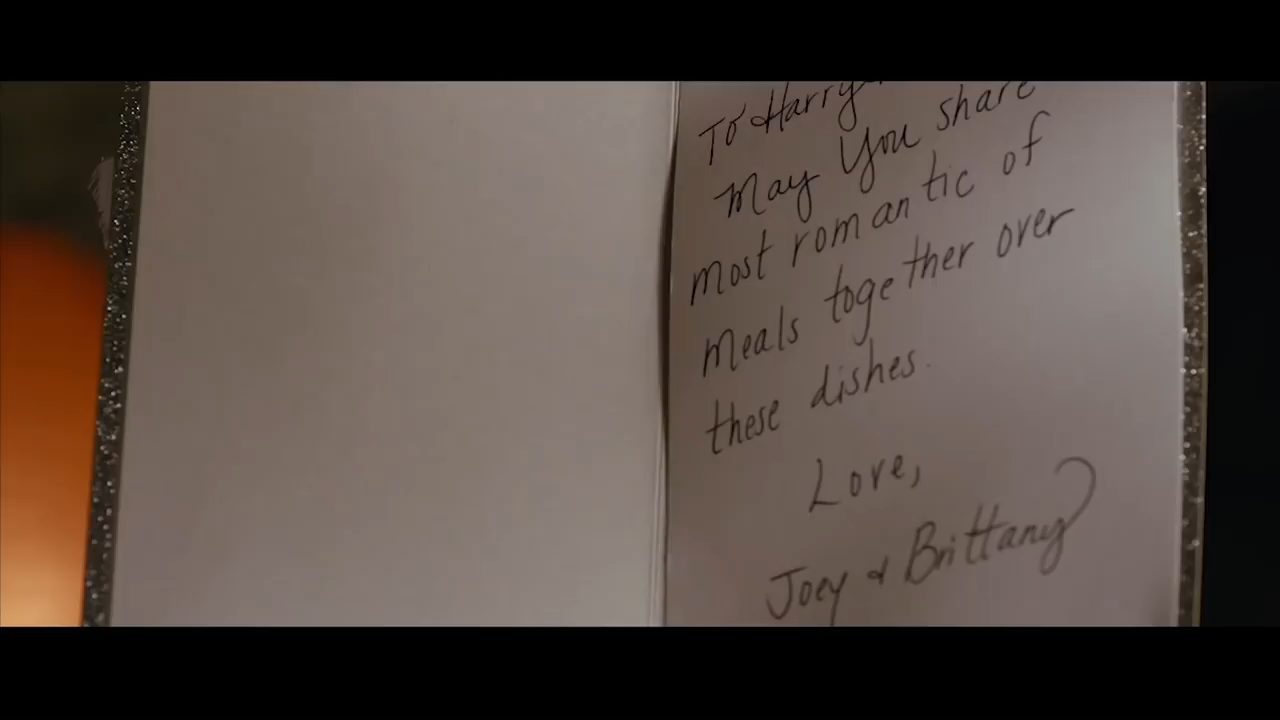 To Harry
May You share
most romantic of
meals together over
these dishes.
Love,
Joey & Brittany